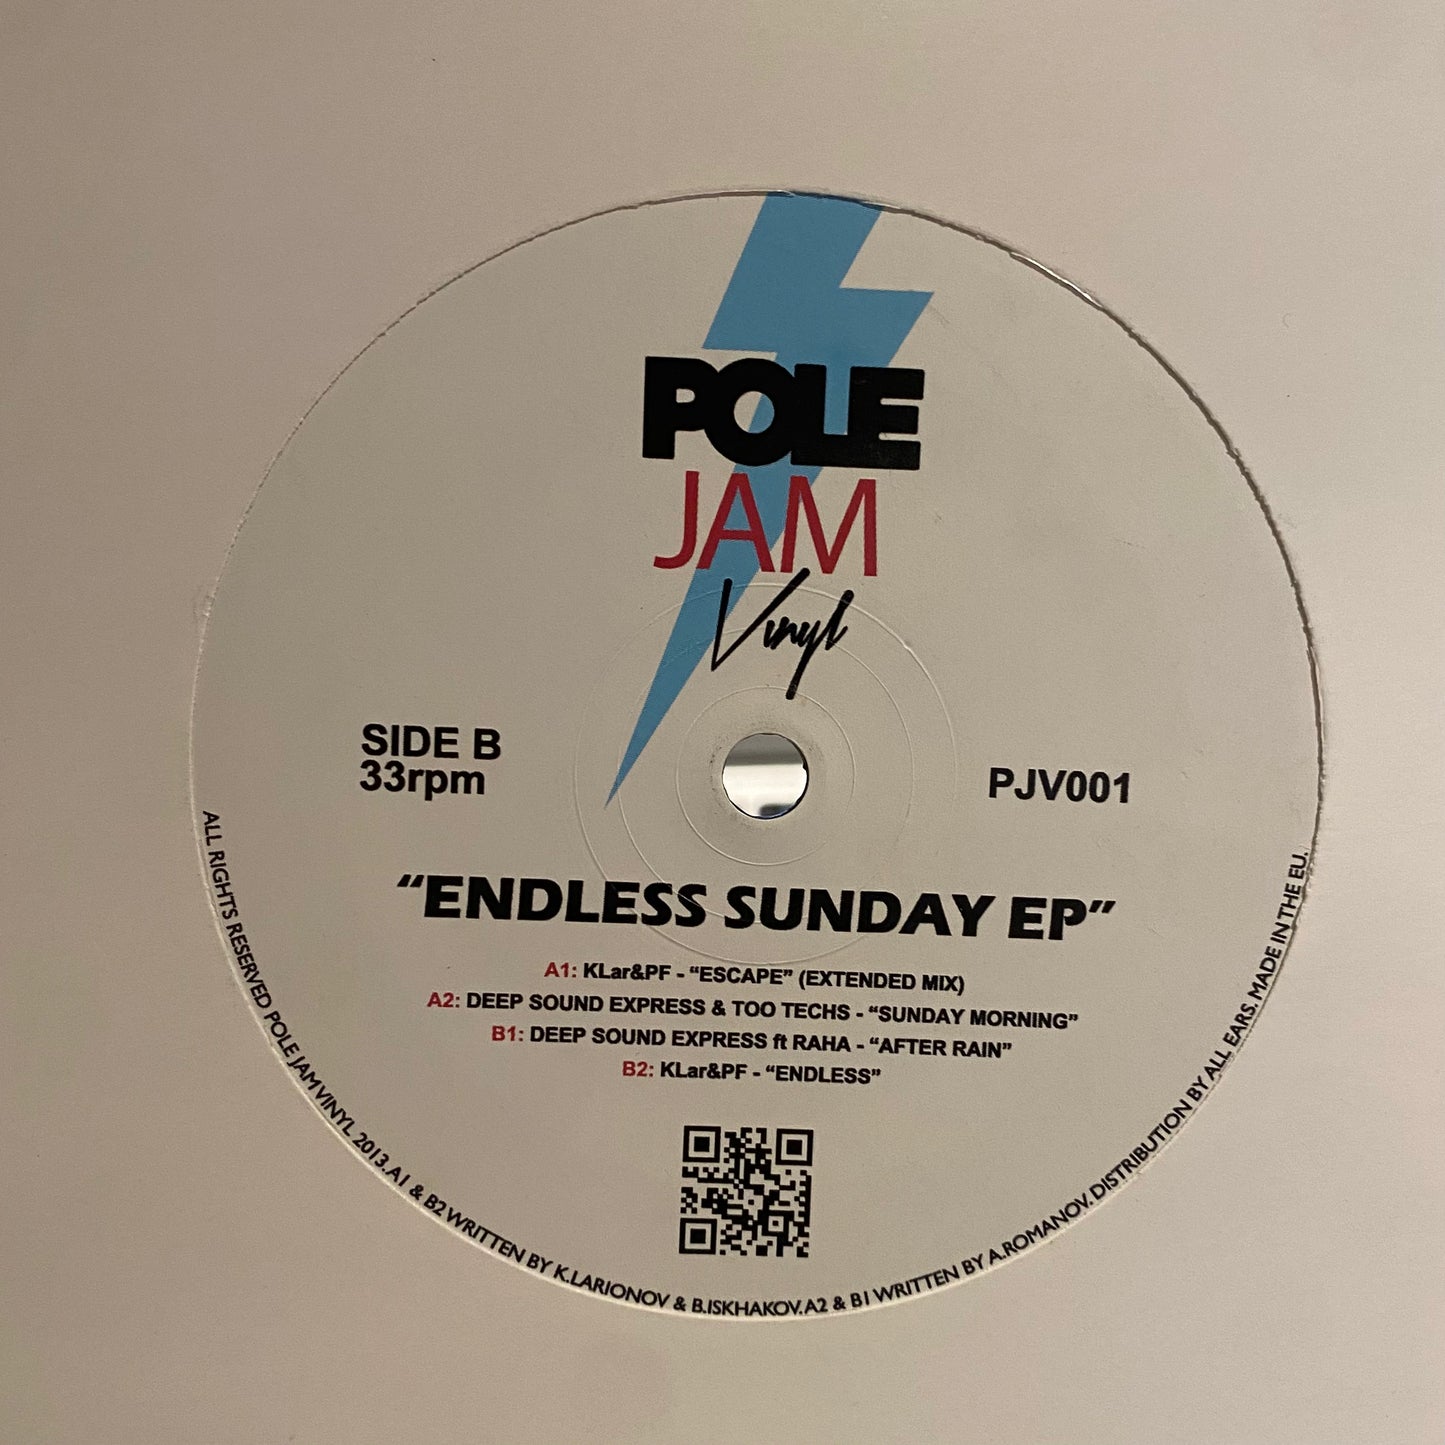 POLE
JAM
Vinyl
SIDE B
33rpm
PJV001
“ENDLESS SUNDAY EP”
A1: KLar&PF - “ESCAPE” (EXTENDED MIX)
A2: DEEP SOUND EXPRESS & TOO TECHS - “SUNDAY MORNING”
B1: DEEP SOUND EXPRESS ft RAHA - “AFTER RAIN”
B2: KLar&PF - “ENDLESS”
ALL RIGHTS RESERVED POLE JAM VINYL 2013. A1 & B2 WRITTEN BY K.LARIONOV & B.ISKHAKOV. A2 & B1 WRITTEN BY A.ROMANOV. DISTRIBUTION BY ALL EARS. MADE IN THE EU.